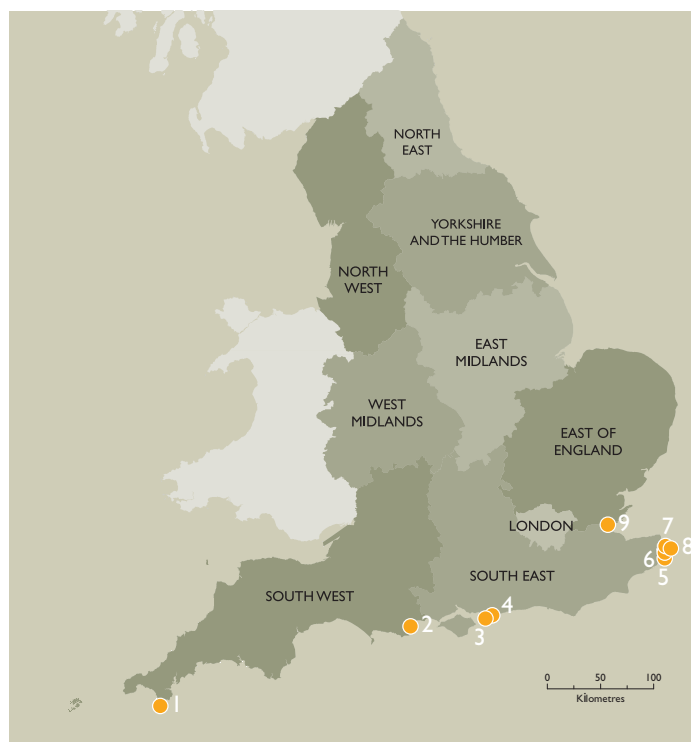 NORTH
EAST
YORKSHIRE
AND THE HUMBER
NORTH
WEST
EAST
MIDLANDS
WEST
MIDLANDS
EAST OF
ENGLAND
LONDON
9
7
8
6
5
SOUTH EAST
SOUTH WEST
4
3
2
1
0 50 100
Kilometres